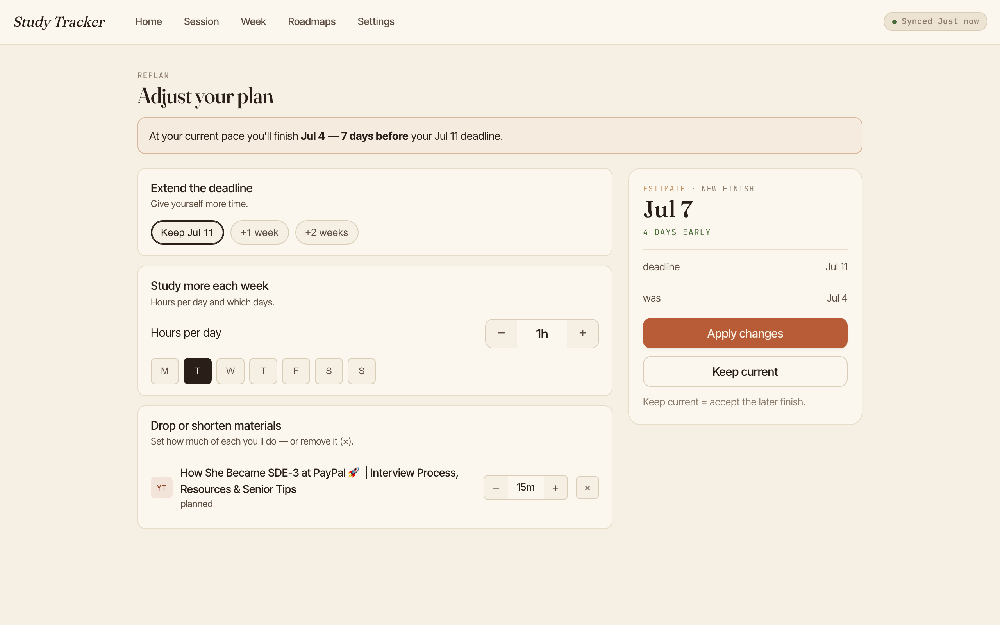 Study Tracker
Home
Session
Week
Roadmaps
Settings
Synced Just now
REPLAN
Adjust your plan
At your current pace you'll finish Jul 4 — 7 days before your Jul 11 deadline.
Extend the deadline
Give yourself more time.
Keep Jul 11
+1 week
+2 weeks
Study more each week
Hours per day and which days.
Hours per day
− 1h +
M T W T F S S
Drop or shorten materials
Set how much of each you'll do — or remove it (×).
YT
How She Became SDE-3 at PayPal 🚀 | Interview Process,
Resources & Senior Tips
planned
− 15m + ×
ESTIMATE · NEW FINISH
Jul 7
4 DAYS EARLY
deadline Jul 11
was Jul 4
Apply changes
Keep current
Keep current = accept the later finish.